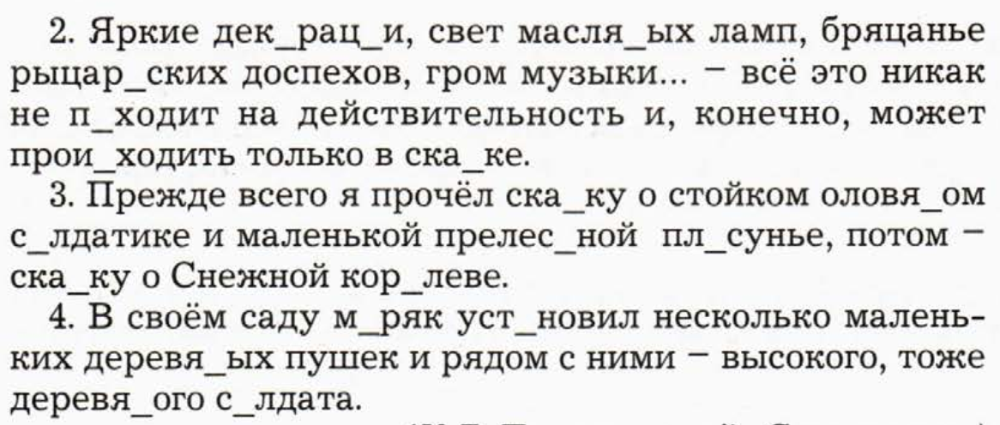 2. Яркие дек_рац_и, свет масля_ых ламп, бряцанье
рыцар_ских доспехов, гром музыки... – всё это никак
не п_ходит на действительность и, конечно, может
прои_ходить только в ска_ке.
3. Прежде всего я прочёл ска_ку о стойком оловя_ом
с_лдатике и маленькой прелес_ной пл_сунье, потом –
ска_ку о Снежной кор_леве.
4. В своём саду м_ряк уст_новил несколько малень-
ких деревя_ых пушек и рядом с ними – высокого, тоже
деревя_ого с_лдата.